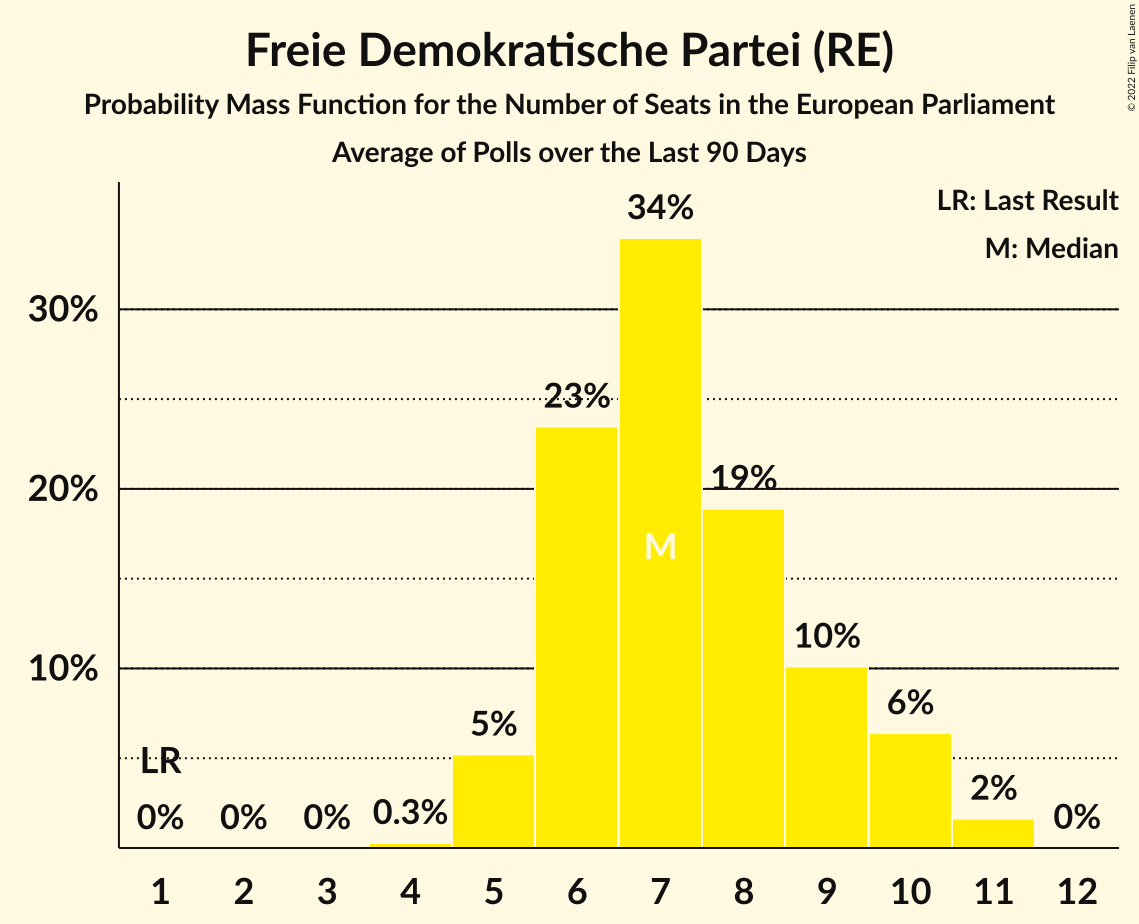 Freie Demokratische Partei (RE)
Probability Mass Function for the Number of Seats in the European Parliament
Average of Polls over the Last 90 Days
© 2022 Filip van Laenen
LR: Last Result
M: Median
34%
30%
23%
20%
19%
M
10%
10%
6%
5%
LR
2%
0%
0%
0%
0.3%
0%
1 2 3 4 5 6 7 8 9 10 11 12